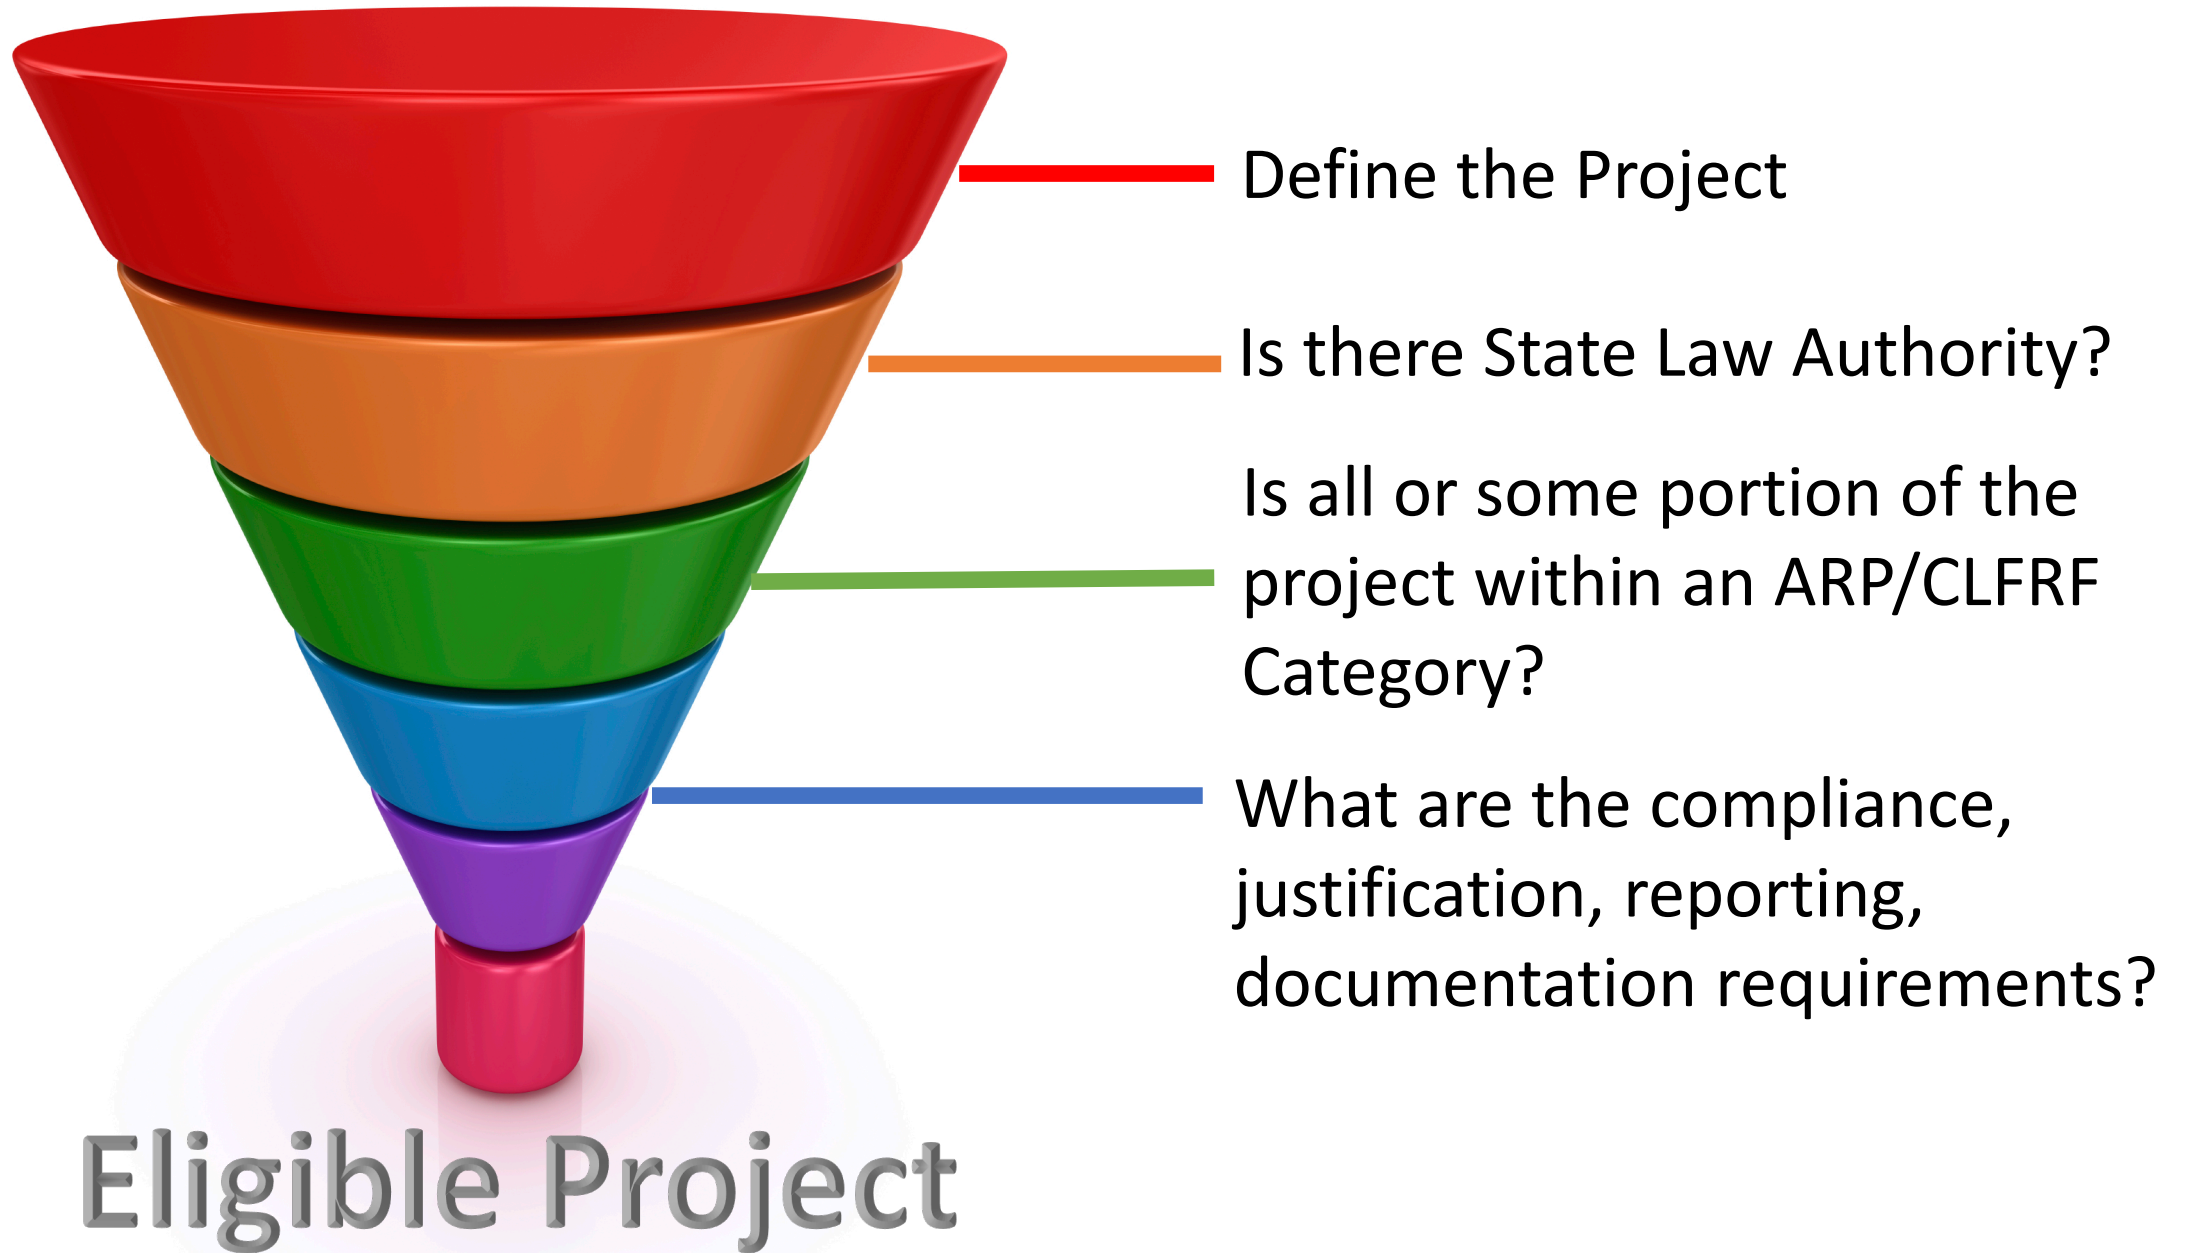 Define the Project
Is there State Law Authority?
Is all or some portion of the
project within an ARP/CLFRF
Category?
What are the compliance,
justification, reporting,
documentation requirements?
Eligible Project